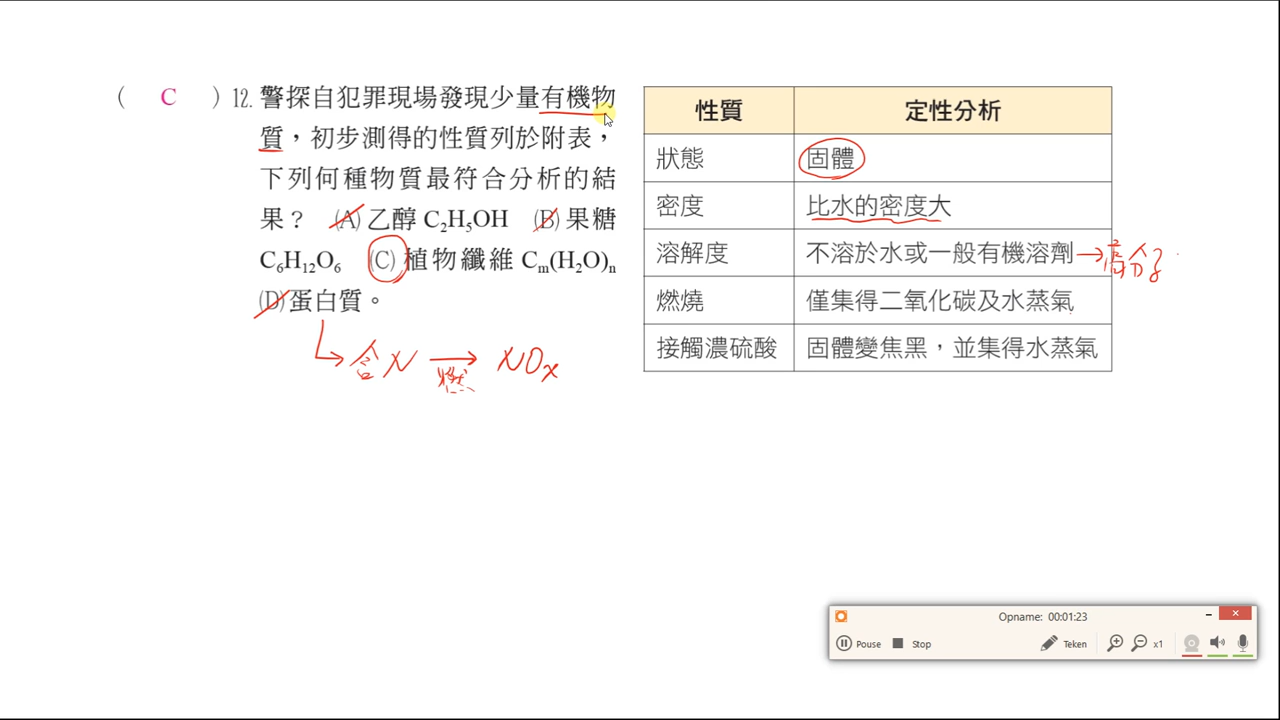 ( C ) 12. 警探自犯罪現場發現少量有機物
質，初步測得的性質列於附表，
下列何種物質最符合分析的結
果？ (A)乙醇 C₂H₅OH (B)果糖
C₆H₁₂O₆ (C)植物纖維 Cₘ(H₂O)ₙ
(D)蛋白質。
含N 燃 NOx
性質 定性分析
狀態 固體
密度 比水的密度大
溶解度 不溶於水或一般有機溶劑 → 高分子
燃燒 僅集得二氧化碳及水蒸氣
接觸濃硫酸 固體變焦黑，並集得水蒸氣
Opname: 00:01:23
Pause Stop Teken x1